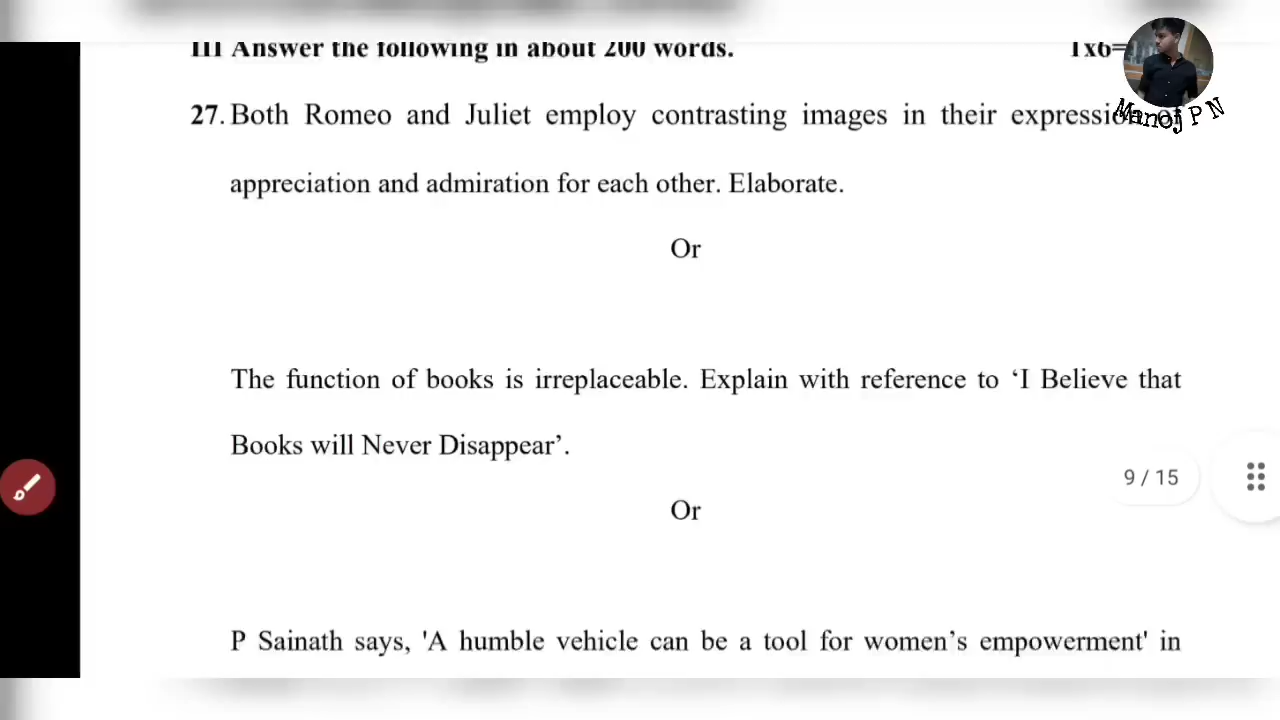 III Answer the following in about 200 words. 1x6=
Manoj P N
27. Both Romeo and Juliet employ contrasting images in their expression of
appreciation and admiration for each other. Elaborate.
Or
The function of books is irreplaceable. Explain with reference to ‘I Believe that
Books will Never Disappear’.
9 / 15
Or
P Sainath says, 'A humble vehicle can be a tool for women’s empowerment' in